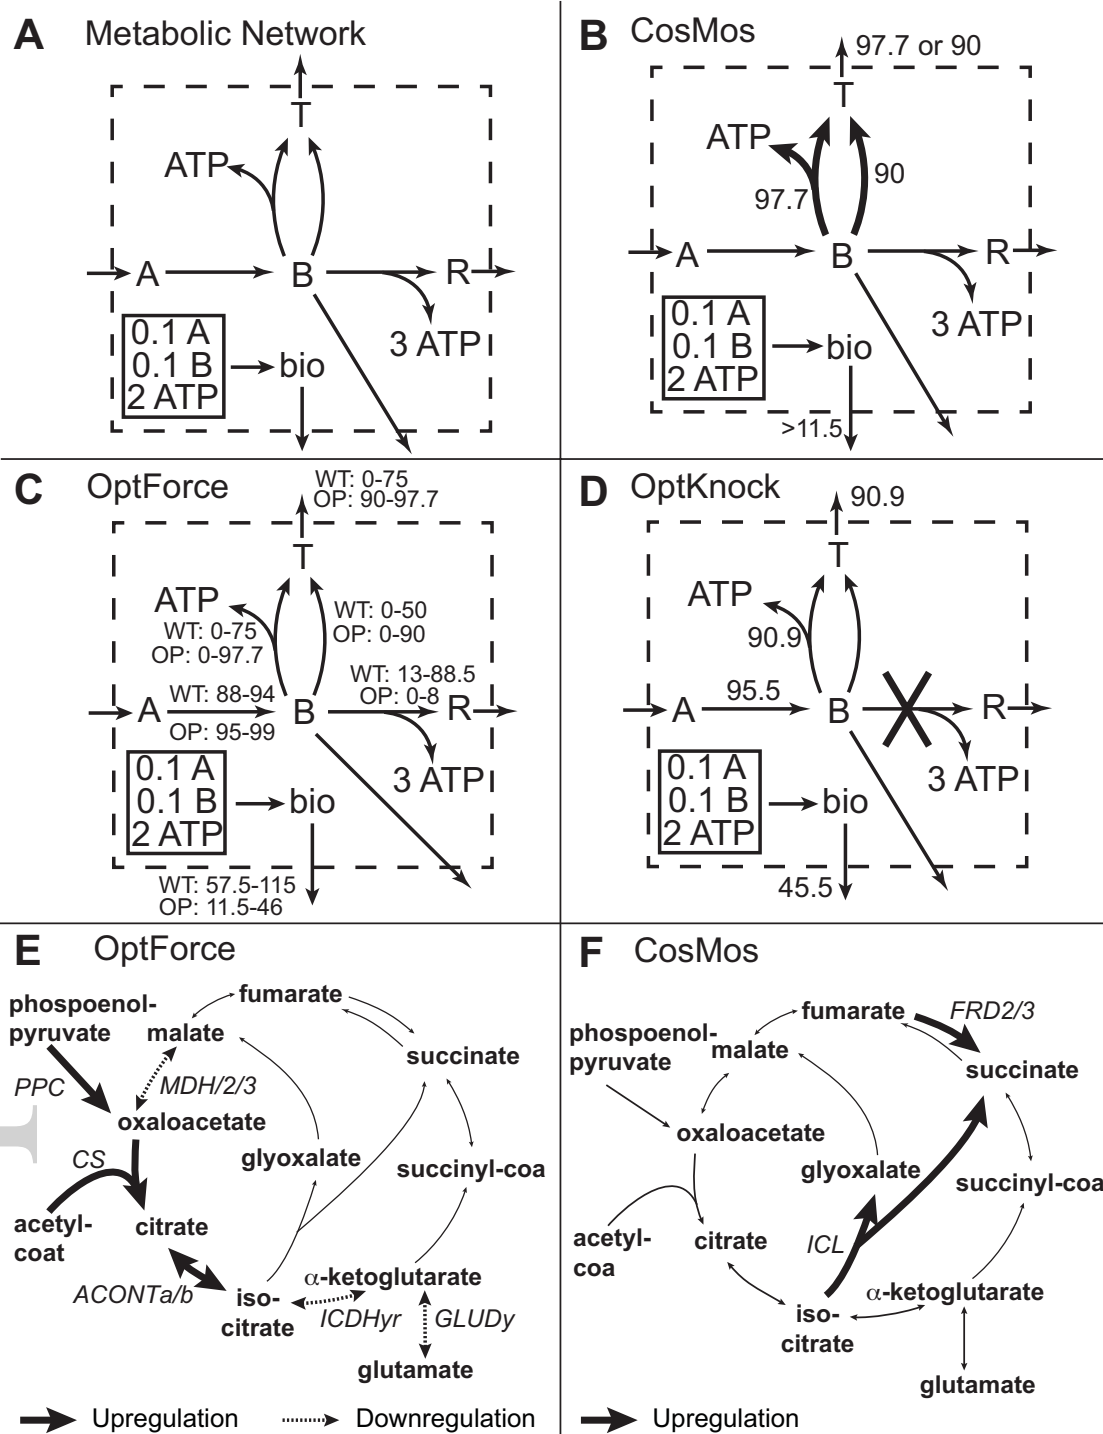 A Metabolic Network
T
ATP
A
B
R
3 ATP
0.1 A
0.1 B
2 ATP
bio
B CosMos
97.7 or 90
T
ATP
97.7
90
A
B
R
3 ATP
0.1 A
0.1 B
2 ATP
bio
>11.5
C OptForce
WT: 0-75
OP: 90-97.7
T
ATP
WT: 0-75
OP: 0-97.7
WT: 0-50
OP: 0-90
WT: 13-88.5
OP: 0-8
WT: 88-94
A
B
R
OP: 95-99
3 ATP
0.1 A
0.1 B
2 ATP
bio
WT: 57.5-115
OP: 11.5-46
D OptKnock
90.9
T
ATP
90.9
95.5
A
B
R
3 ATP
0.1 A
0.1 B
2 ATP
bio
45.5
E OptForce
phospoenol-
pyruvate
malate
fumarate
succinate
PPC
MDH/2/3
oxaloacetate
CS
glyoxalate
succinyl-coa
acetyl-
coat
citrate
ACONTa/b
iso-
citrate
α-ketoglutarate
ICDHyr
GLUDy
glutamate
Upregulation
Downregulation
F CosMos
phospoenol-
pyruvate
malate
fumarate
FRD2/3
succinate
oxaloacetate
glyoxalate
succinyl-coa
acetyl-
coa
citrate
ICL
iso-
citrate
α-ketoglutarate
glutamate
Upregulation